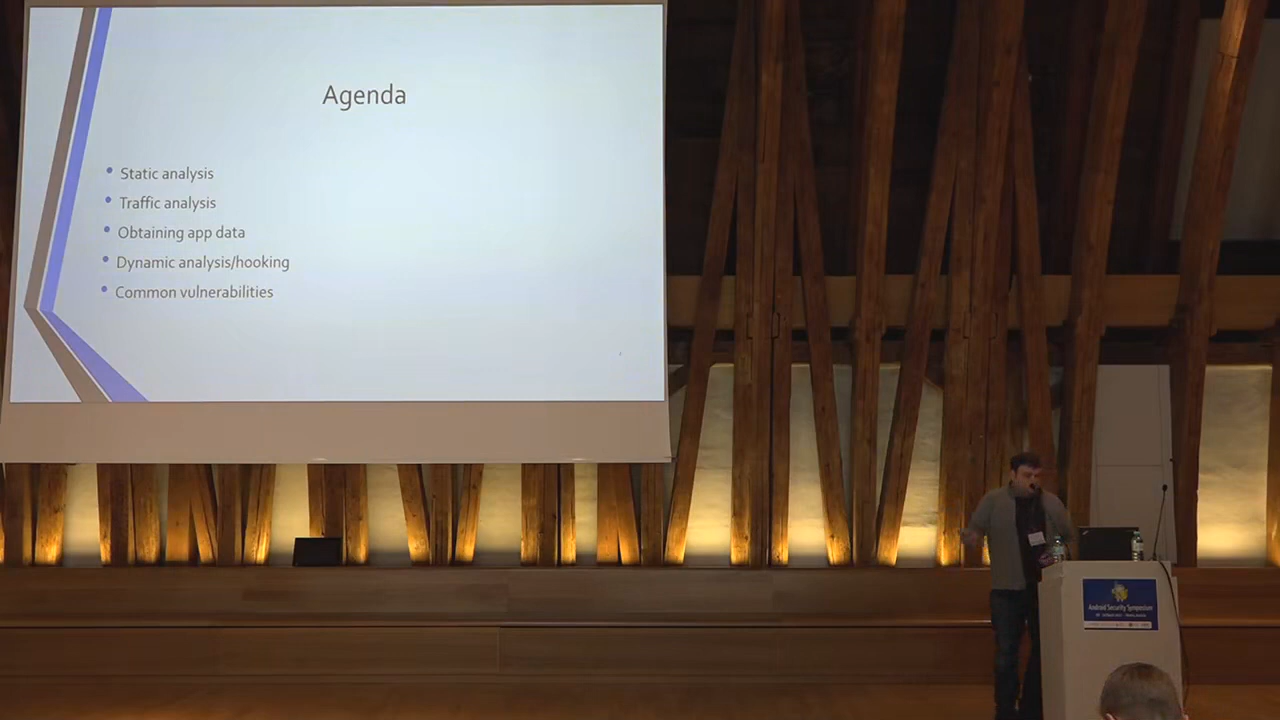 Agenda
Static analysis
Traffic analysis
Obtaining app data
Dynamic analysis/hooking
Common vulnerabilities
Android Security Symposium